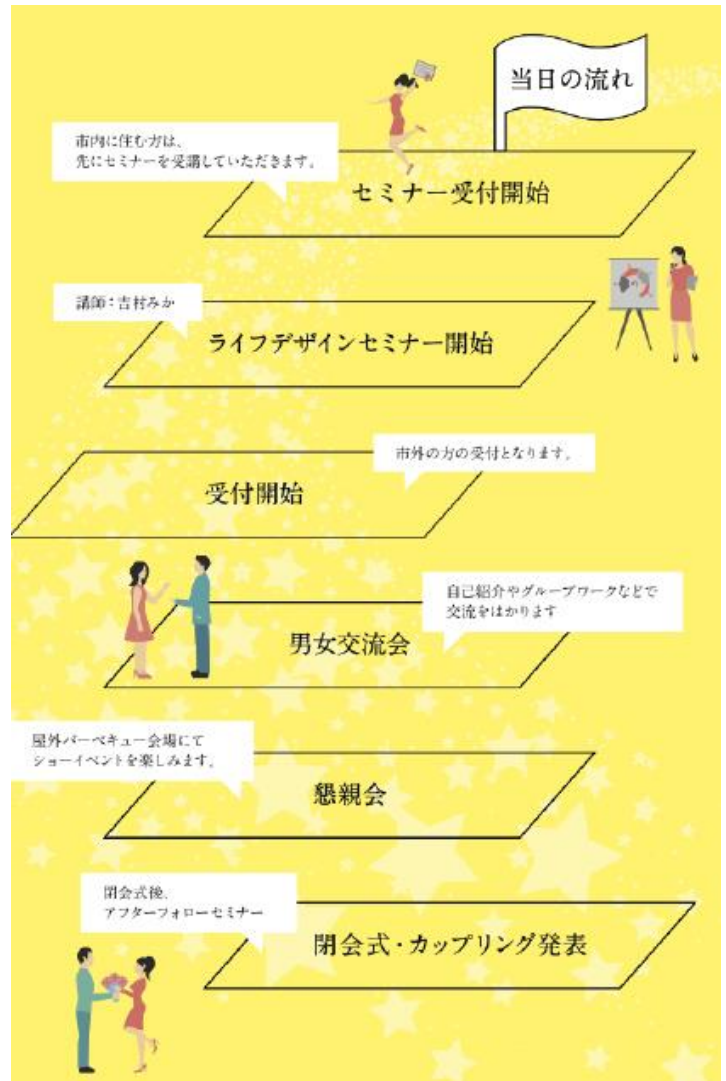 当日の流れ
市内に住む方は、
先にセミナーを受講していただきます。
セミナー受付開始
講師：吉村みか
ライフデザインセミナー開始
市外の方の受付となります。
受付開始
自己紹介やグループワークなどで
交流をはかります
男女交流会
屋外バーベキュー会場にて
ショーイベントを楽しみます。
懇親会
閉会式後、
アフターフォローセミナー
閉会式・カップリング発表